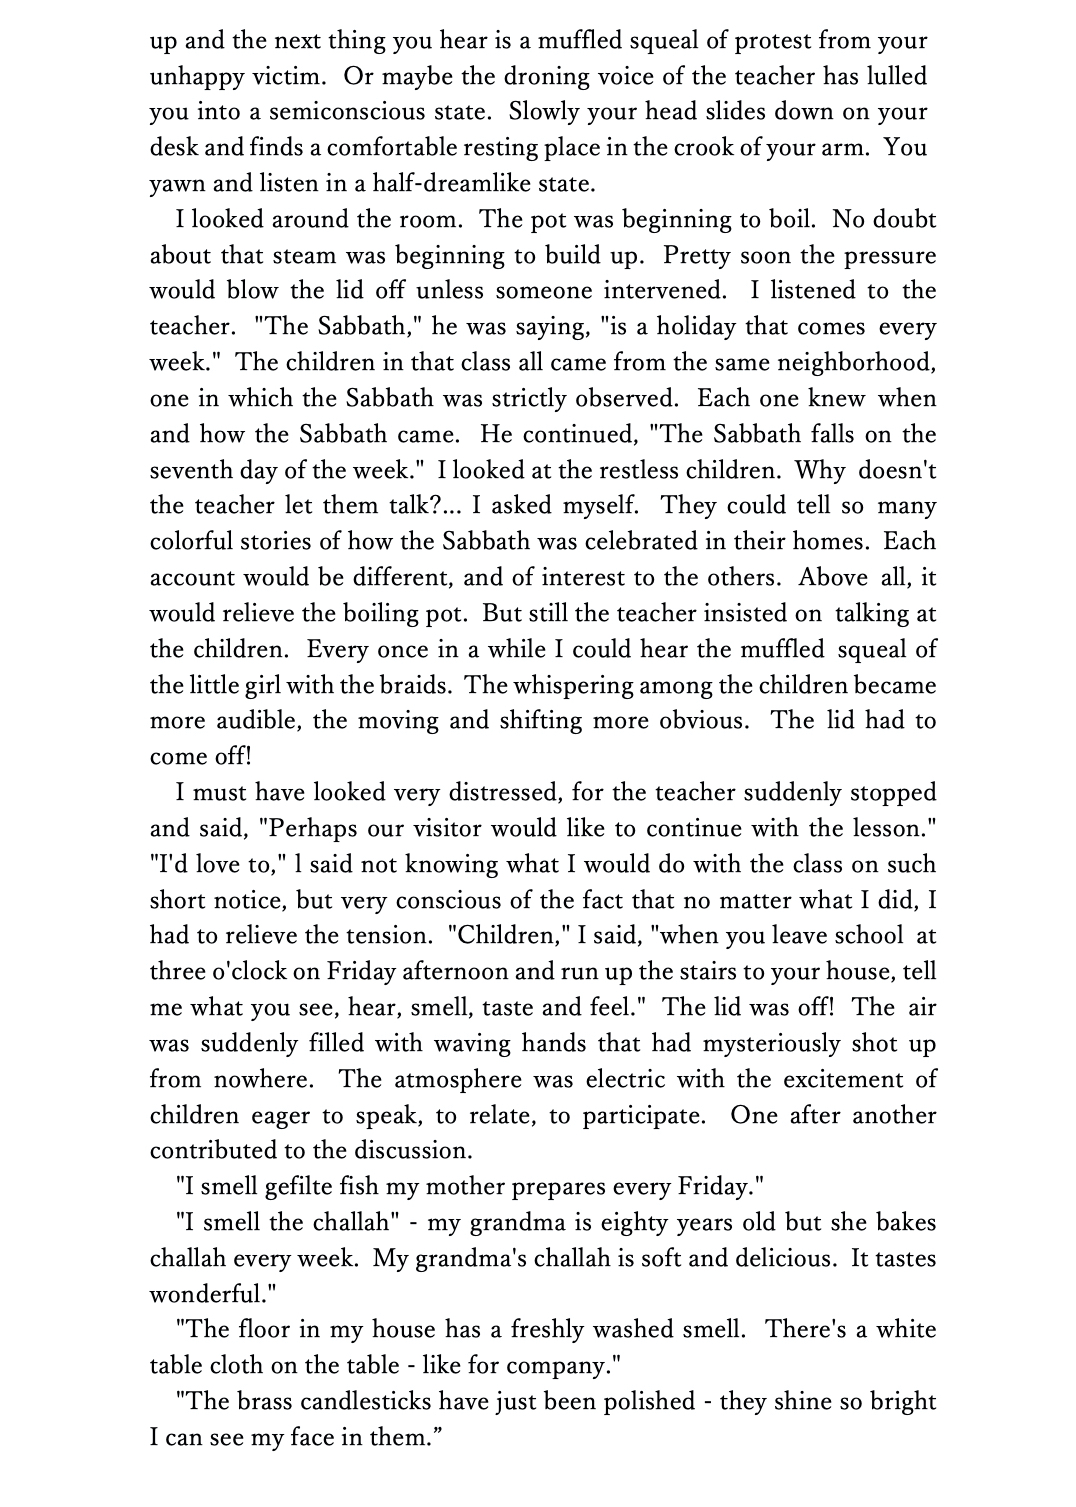 up and the next thing you hear is a muffled squeal of protest from your
unhappy victim.  Or maybe the droning voice of the teacher has lulled
you into a semiconscious state.  Slowly your head slides down on your
desk and finds a comfortable resting place in the crook of your arm.  You
yawn and listen in a half-dreamlike state.
I looked around the room.  The pot was beginning to boil.  No doubt
about that steam was beginning to build up.  Pretty soon the pressure
would blow the lid off unless someone intervened.  I listened to the
teacher.  "The Sabbath," he was saying, "is a holiday that comes every
week."  The children in that class all came from the same neighborhood,
one in which the Sabbath was strictly observed.  Each one knew when
and how the Sabbath came.  He continued, "The Sabbath falls on the
seventh day of the week."  I looked at the restless children.  Why doesn't
the teacher let them talk?... I asked myself.  They could tell so many
colorful stories of how the Sabbath was celebrated in their homes.  Each
account would be different, and of interest to the others.  Above all, it
would relieve the boiling pot.  But still the teacher insisted on talking at
the children.  Every once in a while I could hear the muffled squeal of
the little girl with the braids.  The whispering among the children became
more audible, the moving and shifting more obvious.  The lid had to
come off!
I must have looked very distressed, for the teacher suddenly stopped
and said, "Perhaps our visitor would like to continue with the lesson."
"I'd love to," l said not knowing what I would do with the class on such
short notice, but very conscious of the fact that no matter what I did, I
had to relieve the tension.  "Children," I said, "when you leave school at
three o'clock on Friday afternoon and run up the stairs to your house, tell
me what you see, hear, smell, taste and feel."  The lid was off!  The air
was suddenly filled with waving hands that had mysteriously shot up
from nowhere.  The atmosphere was electric with the excitement of
children eager to speak, to relate, to participate.  One after another
contributed to the discussion.
"I smell gefilte fish my mother prepares every Friday."
"I smell the challah" - my grandma is eighty years old but she bakes
challah every week.  My grandma's challah is soft and delicious.  It tastes
wonderful."
"The floor in my house has a freshly washed smell.  There's a white
table cloth on the table - like for company."
"The brass candlesticks have just been polished - they shine so bright
I can see my face in them.”